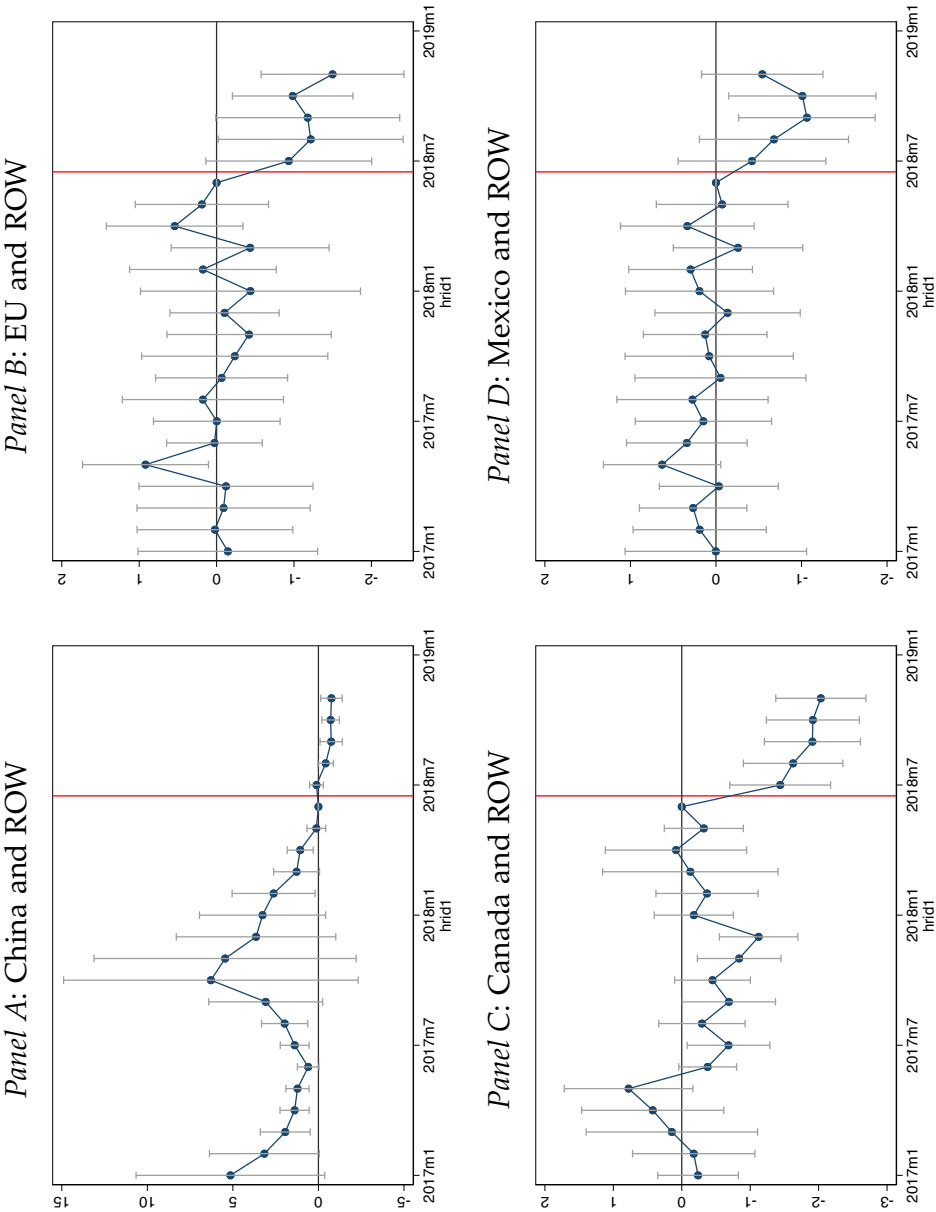 Panel A: China and ROW
15
10
5
0
-5
2017m1
2017m7
2018m1
2018m7
2019m1
hrid1
Panel B: EU and ROW
2
1
0
-1
-2
2017m1
2017m7
2018m1
2018m7
2019m1
hrid1
Panel C: Canada and ROW
2
1
0
-1
-2
-3
2017m1
2017m7
2018m1
2018m7
2019m1
hrid1
Panel D: Mexico and ROW
2
1
0
-1
-2
2017m1
2017m7
2018m1
2018m7
2019m1
hrid1